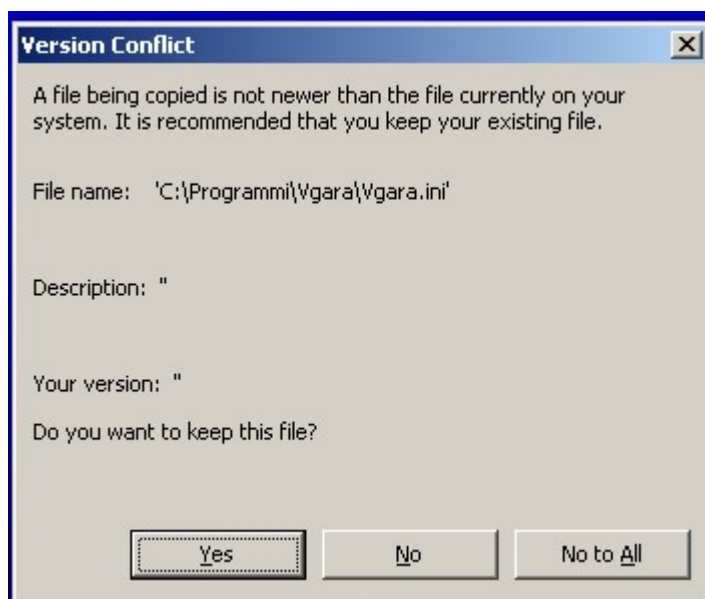 Version Conflict
A file being copied is not newer than the file currently on your
system. It is recommended that you keep your existing file.
File name: 'C:\Programmi\Vgara\Vgara.ini'
Description: ''
Your version: ''
Do you want to keep this file?
Yes No No to All